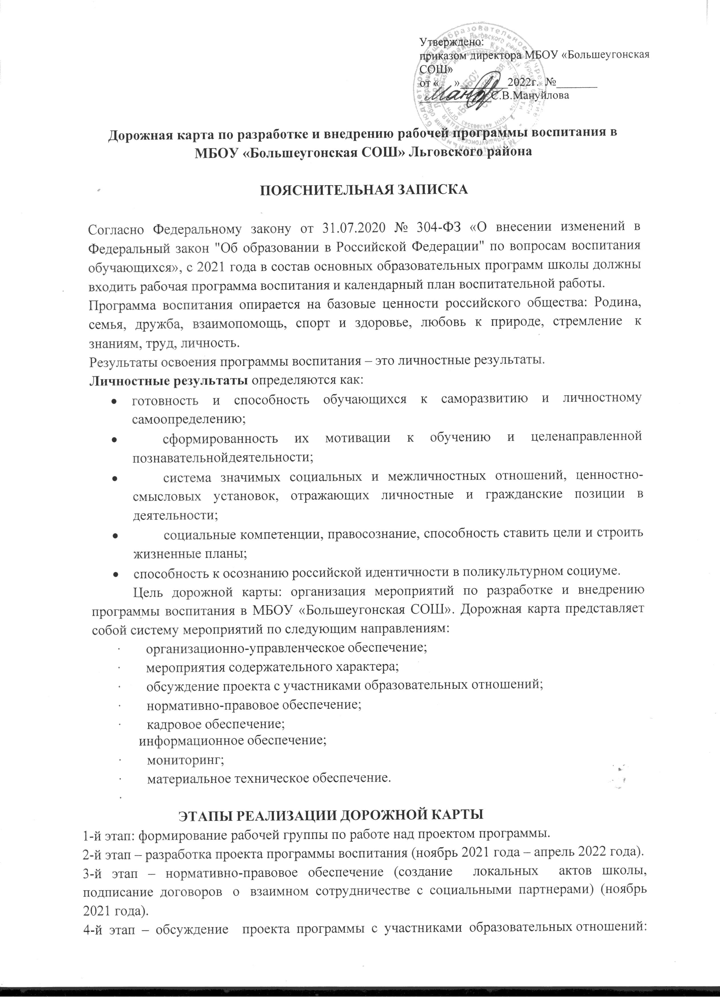 Утверждено:
приказом директора МБОУ «Большеугонская
СОШ»
от « » ________2022г. №_______
____________С.В.Мануйлова
Дорожная карта по разработке и внедрению рабочей программы воспитания в
МБОУ «Большеугонская СОШ» Льговского района
ПОЯСНИТЕЛЬНАЯ ЗАПИСКА
Согласно Федеральному закону от 31.07.2020 № 304-ФЗ «О внесении изменений в
Федеральный закон "Об образовании в Российской Федерации" по вопросам воспитания
обучающихся», с 2021 года в состав основных образовательных программ школы должны
входить рабочая программа воспитания и календарный план воспитательной работы.
Программа воспитания опирается на базовые ценности российского общества: Родина,
семья, дружба, взаимопомощь, спорт и здоровье, любовь к природе, стремление к
знаниям, труд, личность.
Результаты освоения программы воспитания – это личностные результаты.
Личностные результаты определяются как:
• готовность и способность обучающихся к саморазвитию и личностному
самоопределению;
• сформированность их мотивации к обучению и целенаправленной
познавательнойдеятельности;
• система значимых социальных и межличностных отношений, ценностно-
смысловых установок, отражающих личностные и гражданские позиции в
деятельности;
• социальные компетенции, правосознание, способность ставить цели и строить
жизненные планы;
• способность к осознанию российской идентичности в поликультурном социуме.
Цель дорожной карты: организация мероприятий по разработке и внедрению
программы воспитания в МБОУ «Большеугонская СОШ». Дорожная карта представляет
собой систему мероприятий по следующим направлениям:
· организационно-управленческое обеспечение;
· мероприятия содержательного характера;
· обсуждение проекта с участниками образовательных отношений;
· нормативно-правовое обеспечение;
· кадровое обеспечение;
информационное обеспечение;
· мониторинг;
· материальное техническое обеспечение.
·
ЭТАПЫ РЕАЛИЗАЦИИ ДОРОЖНОЙ КАРТЫ
1-й этап: формирование рабочей группы по работе над проектом программы.
2-й этап – разработка проекта программы воспитания (ноябрь 2021 года – апрель 2022 года).
3-й этап – нормативно-правовое обеспечение (создание локальных актов школы,
подписание договоров о взаимном сотрудничестве с социальными партнерами) (ноябрь
2021 года).
4-й этап – обсуждение проекта программы с участниками образовательных отношений: